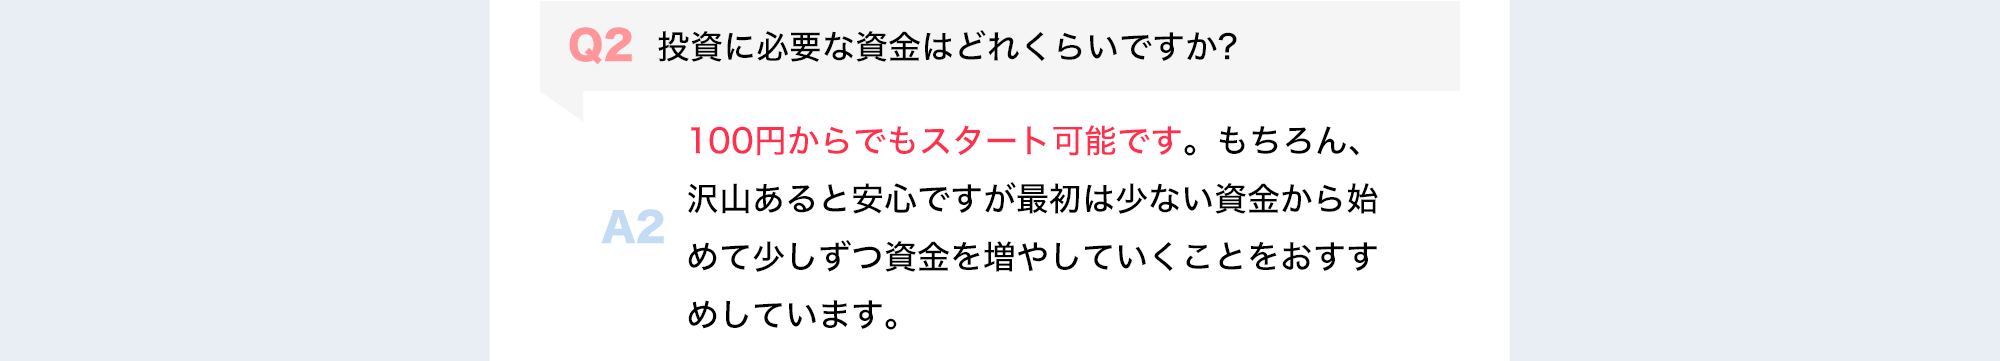 Q2 投資に必要な資金はどれくらいですか?
100円からでもスタート可能です。もちろん、
沢山あると安心ですが最初は少ない資金から始
A2
めて少しずつ資金を増やしていくことをおすす
めしています。